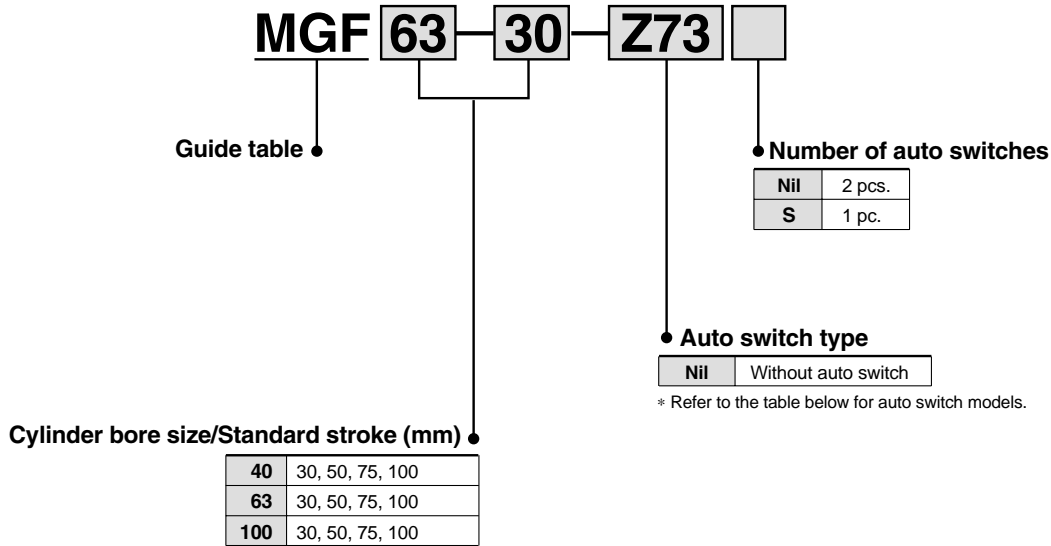 MGF 63-30-Z73
Guide table
Number of auto switches
Nil 2 pcs.
S 1 pc.
Auto switch type
Nil Without auto switch
* Refer to the table below for auto switch models.
Cylinder bore size/Standard stroke (mm)
40 30, 50, 75, 100
63 30, 50, 75, 100
100 30, 50, 75, 100